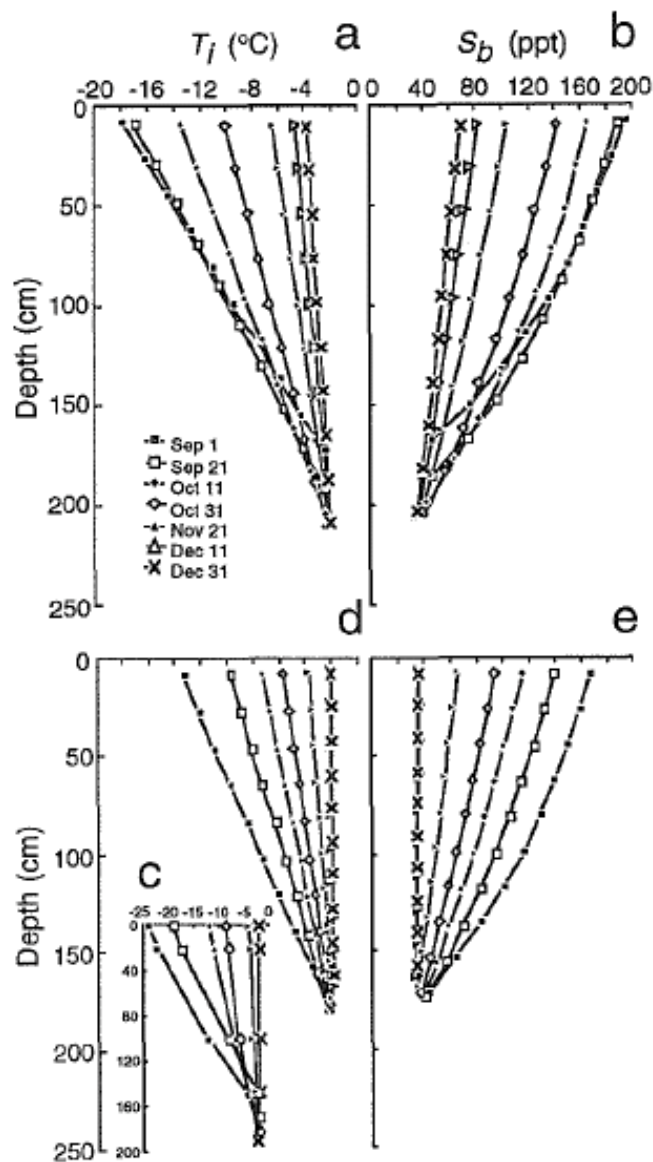 T_i (°C) a S_b (ppt) b
-20 -16 -12 -8 -4 0 40 80 120 160 200
0
50
100
150
200
250
Depth (cm)
Sep 1
Sep 21
Oct 11
Oct 31
Nov 21
Dec 11
Dec 31
d e
0
50
100
150
200
250
Depth (cm)
c
-25 -20 -15 -10 -5 0
0
40
80
120
160
200